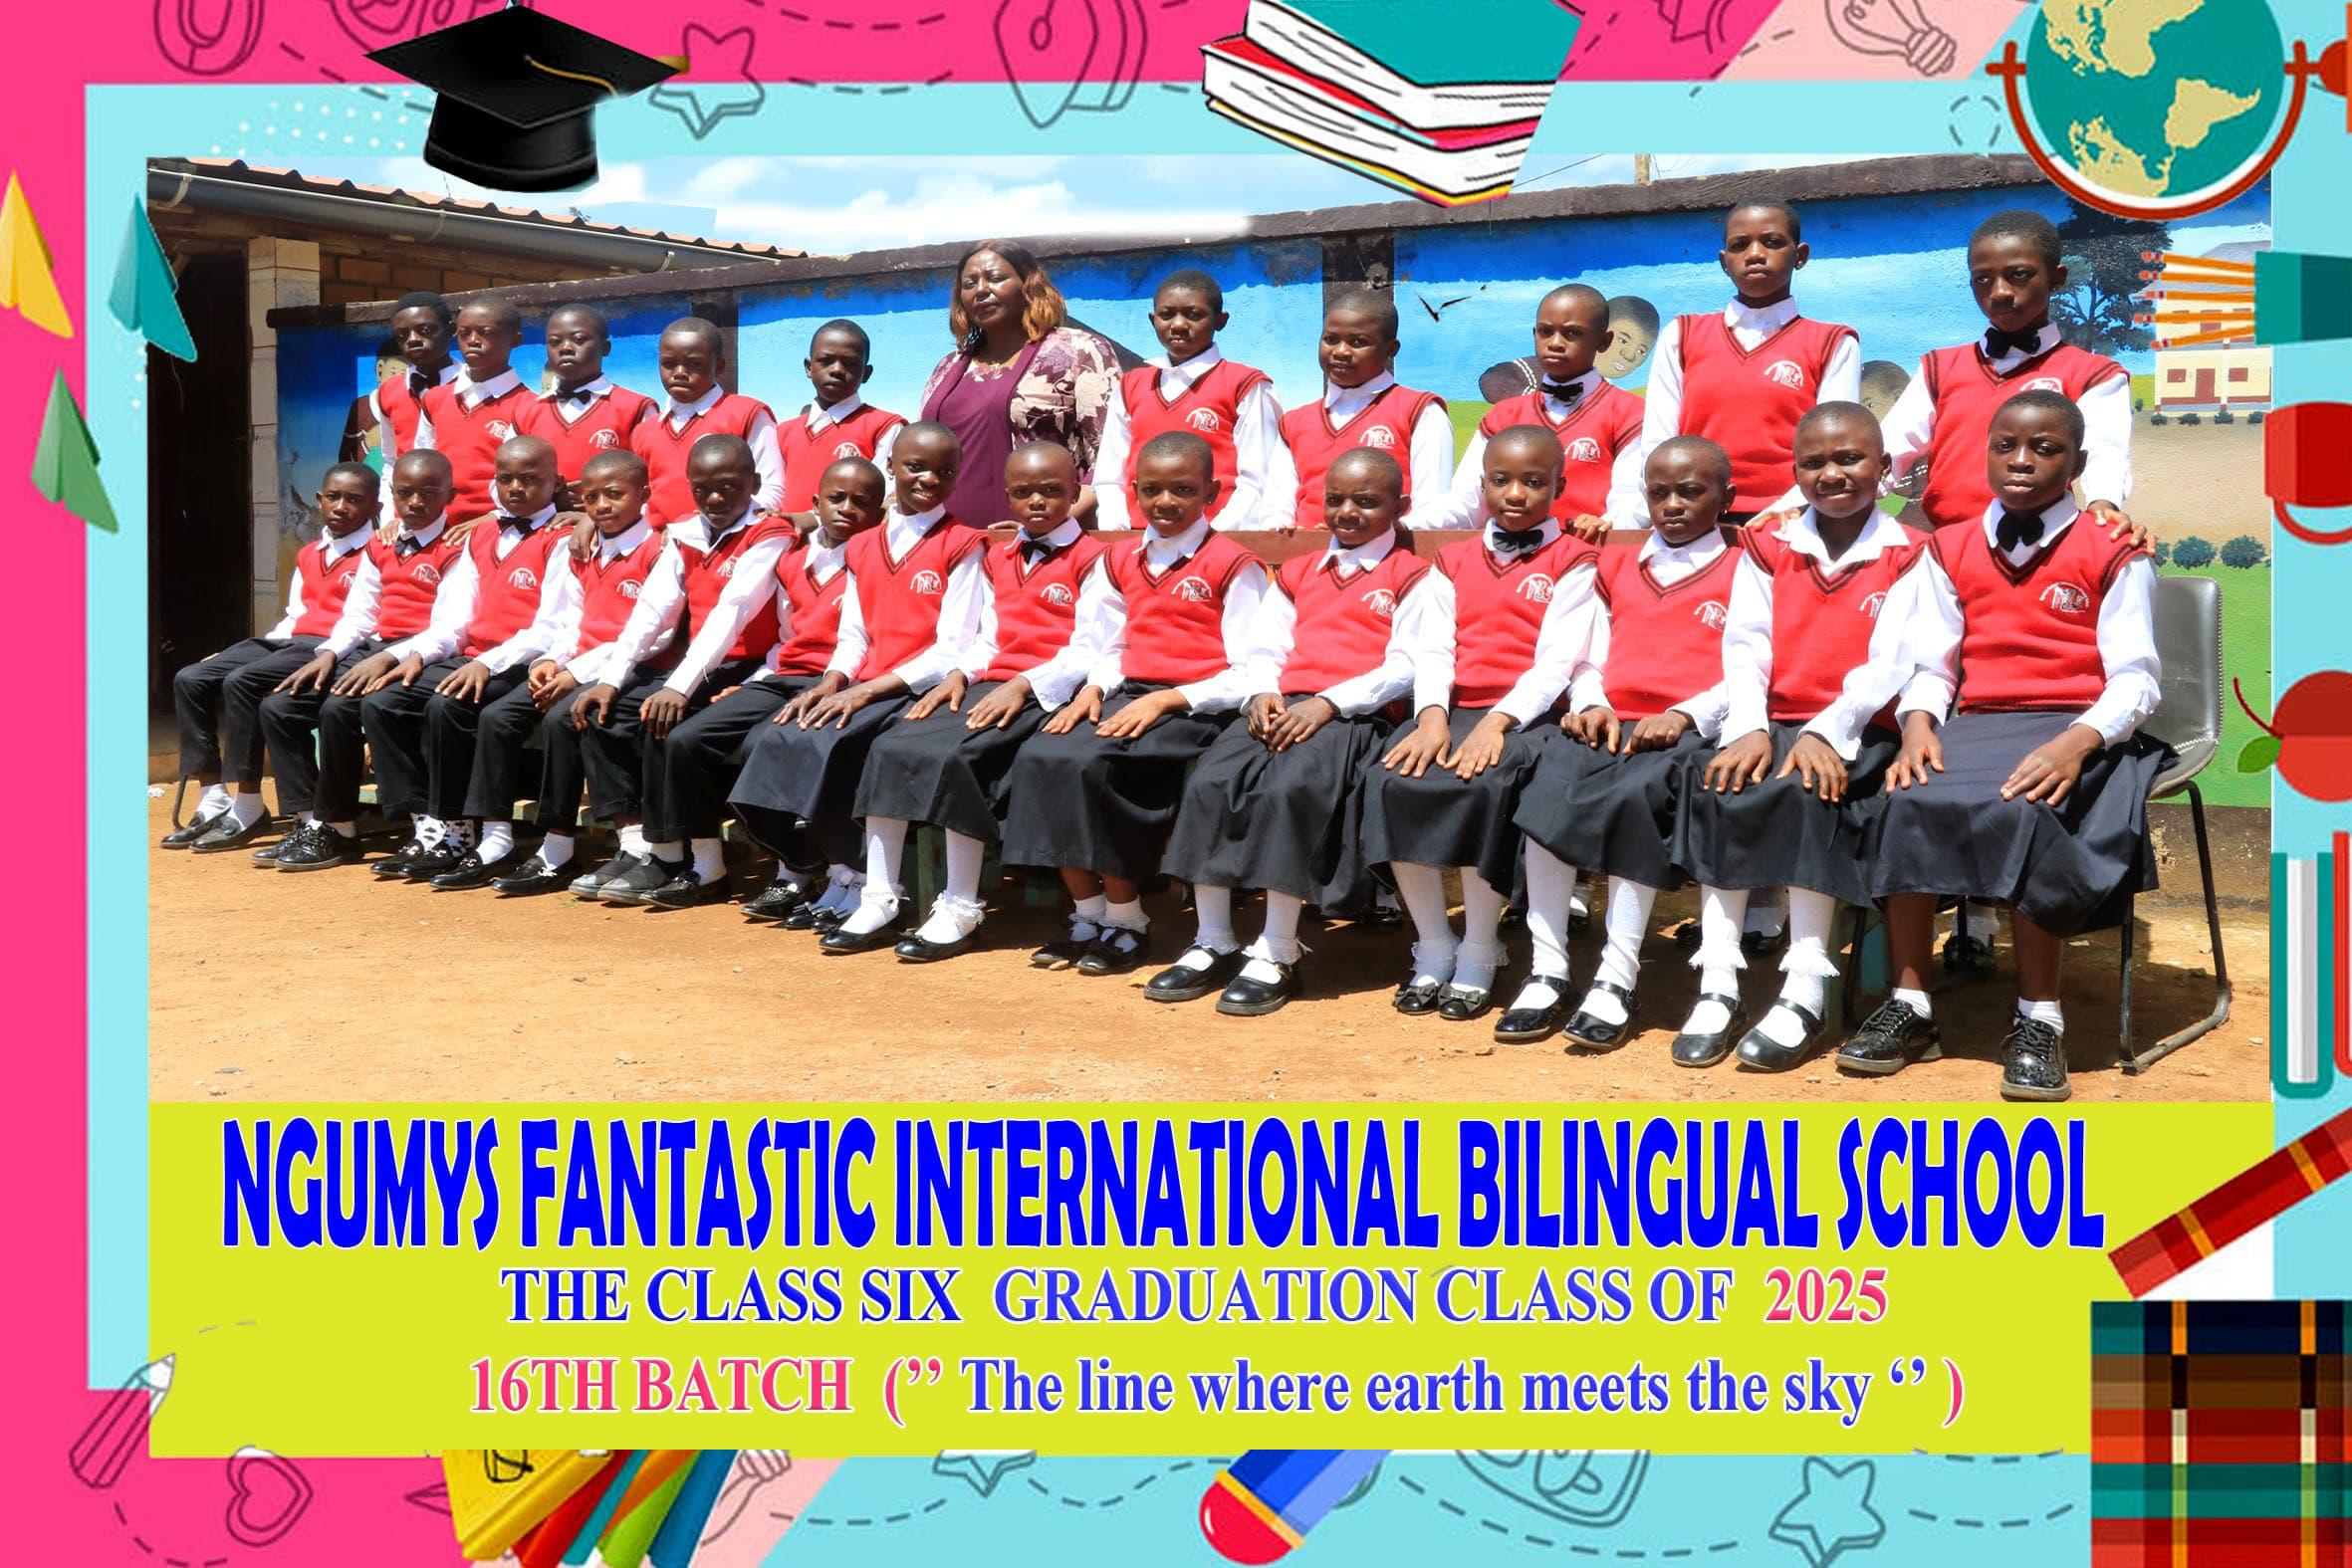 NGUMYS FANTASTIC INTERNATIONAL BILINGUAL SCHOOL
THE CLASS SIX GRADUATION CLASS OF 2025
16TH BATCH (’’ The line where earth meets the sky ‘’ )